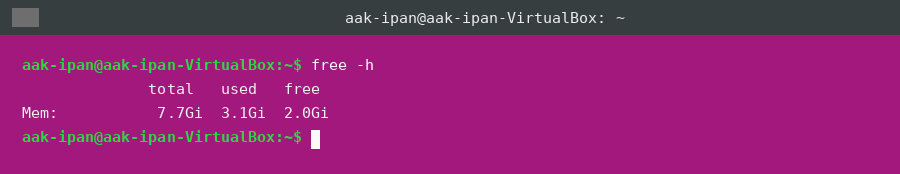 aak-ipan@aak-ipan-VirtualBox: ~
aak-ipan@aak-ipan-VirtualBox:~$ free -h
              total   used   free
Mem:           7.7Gi  3.1Gi  2.0Gi
aak-ipan@aak-ipan-VirtualBox:~$